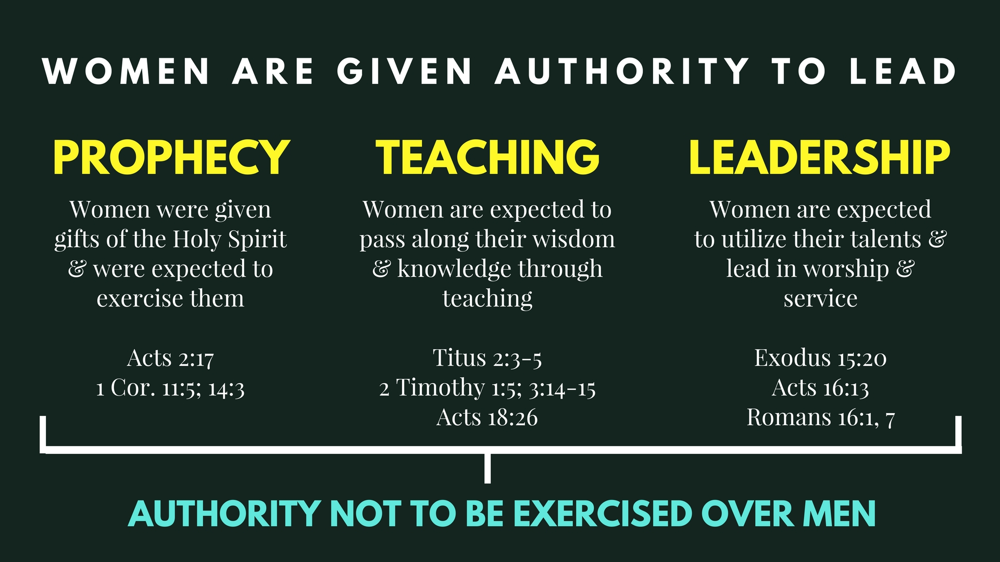 WOMEN ARE GIVEN AUTHORITY TO LEAD
PROPHECY
Women were given
gifts of the Holy Spirit
& were expected to
exercise them
Acts 2:17
1 Cor. 11:5; 14:3
TEACHING
Women are expected to
pass along their wisdom
& knowledge through
teaching
Titus 2:3-5
2 Timothy 1:5; 3:14-15
Acts 18:26
LEADERSHIP
Women are expected
to utilize their talents &
lead in worship &
service
Exodus 15:20
Acts 16:13
Romans 16:1, 7
AUTHORITY NOT TO BE EXERCISED OVER MEN